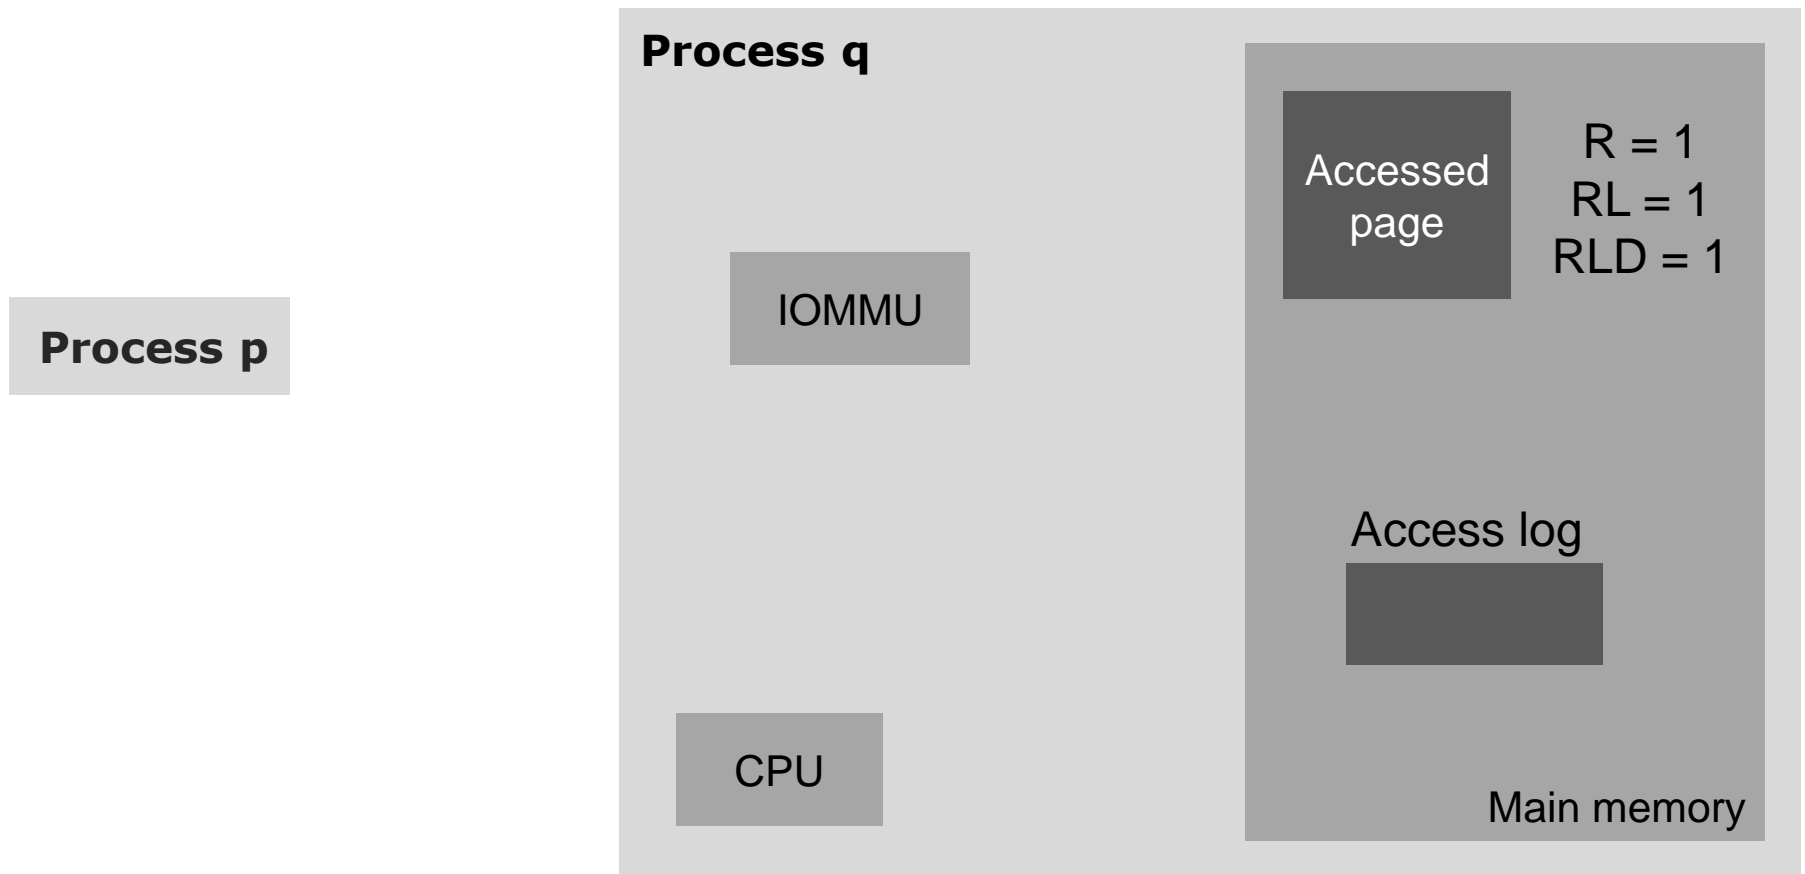 Process p
Process q
IOMMU
CPU
Accessed
page
R = 1
RL = 1
RLD = 1
Access log
Main memory